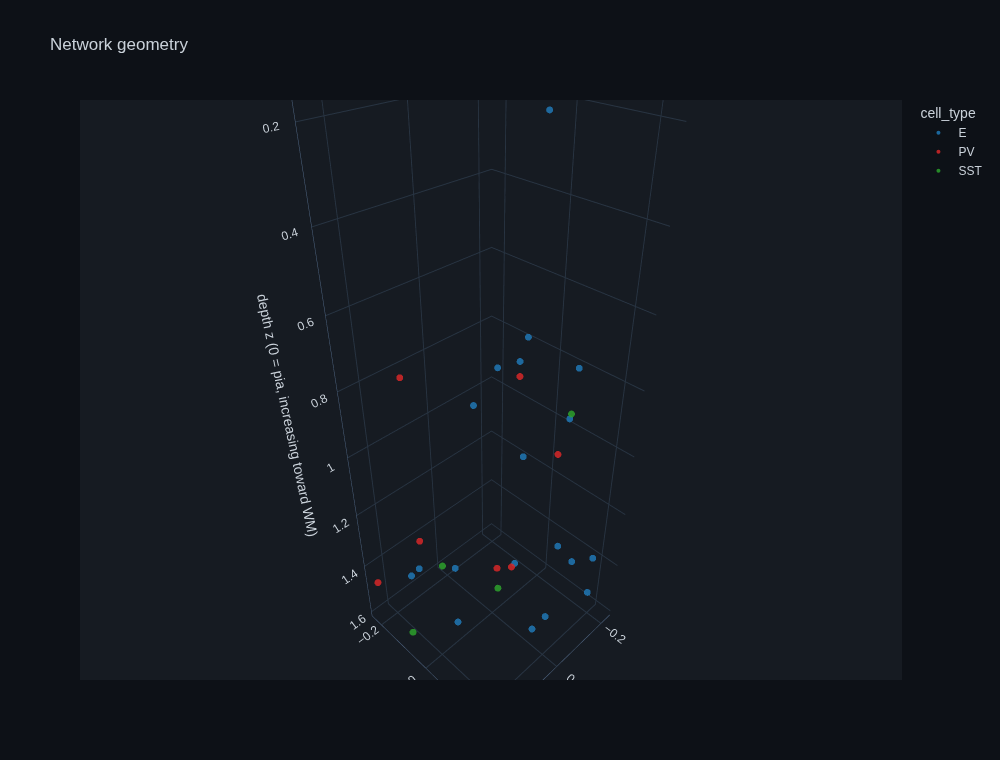 Network geometry
cell_type
E
PV
SST
0.2
0.4
0.6
0.8
1
1.2
1.4
1.6
depth z (0 = pia, increasing toward WM)
−0.2
−0.2
0